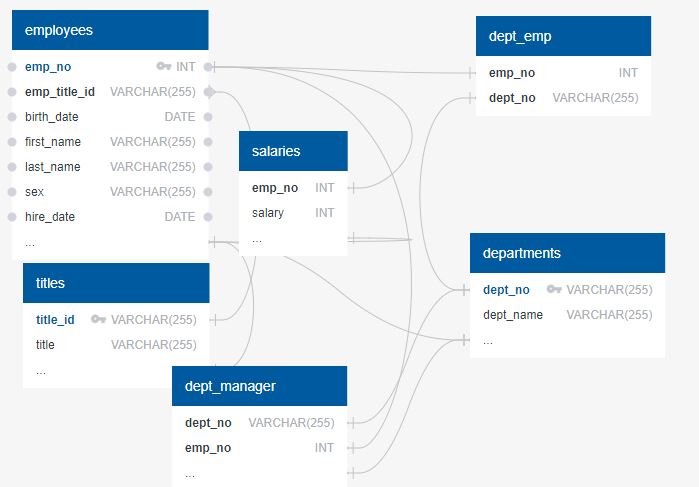 employees
emp_no INT
emp_title_id VARCHAR(255)
birth_date DATE
first_name VARCHAR(255)
last_name VARCHAR(255)
sex VARCHAR(255)
hire_date DATE
...
dept_emp
emp_no INT
dept_no VARCHAR(255)
salaries
emp_no INT
salary INT
...
departments
dept_no VARCHAR(255)
dept_name VARCHAR(255)
...
titles
title_id VARCHAR(255)
title VARCHAR(255)
...
dept_manager
dept_no VARCHAR(255)
emp_no INT
...